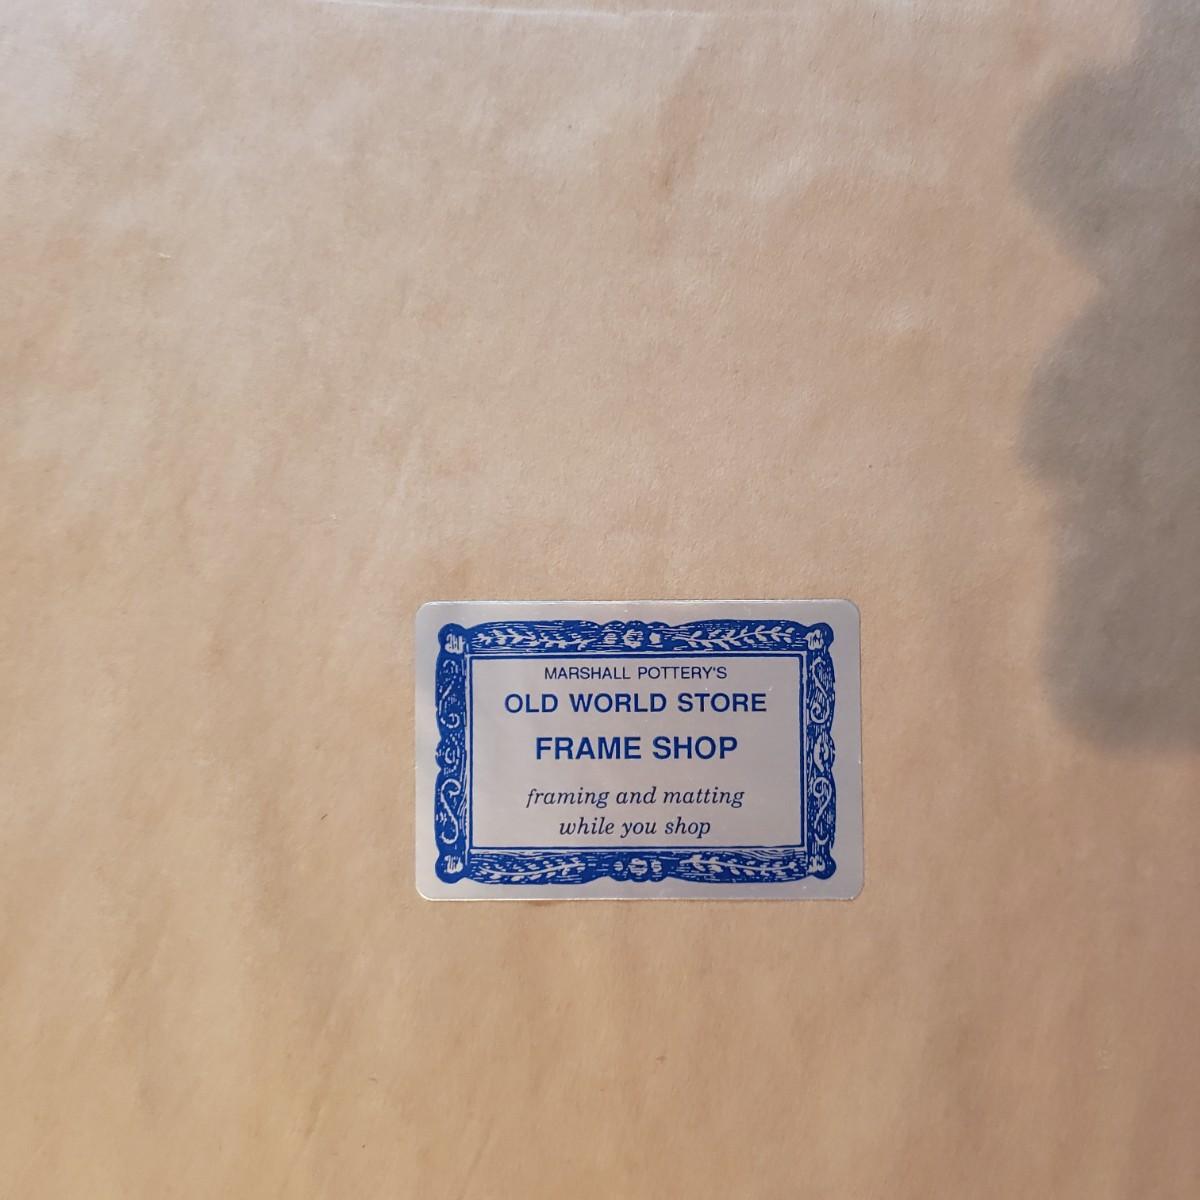 MARSHALL POTTERY'S
OLD WORLD STORE
FRAME SHOP
framing and matting
while you shop